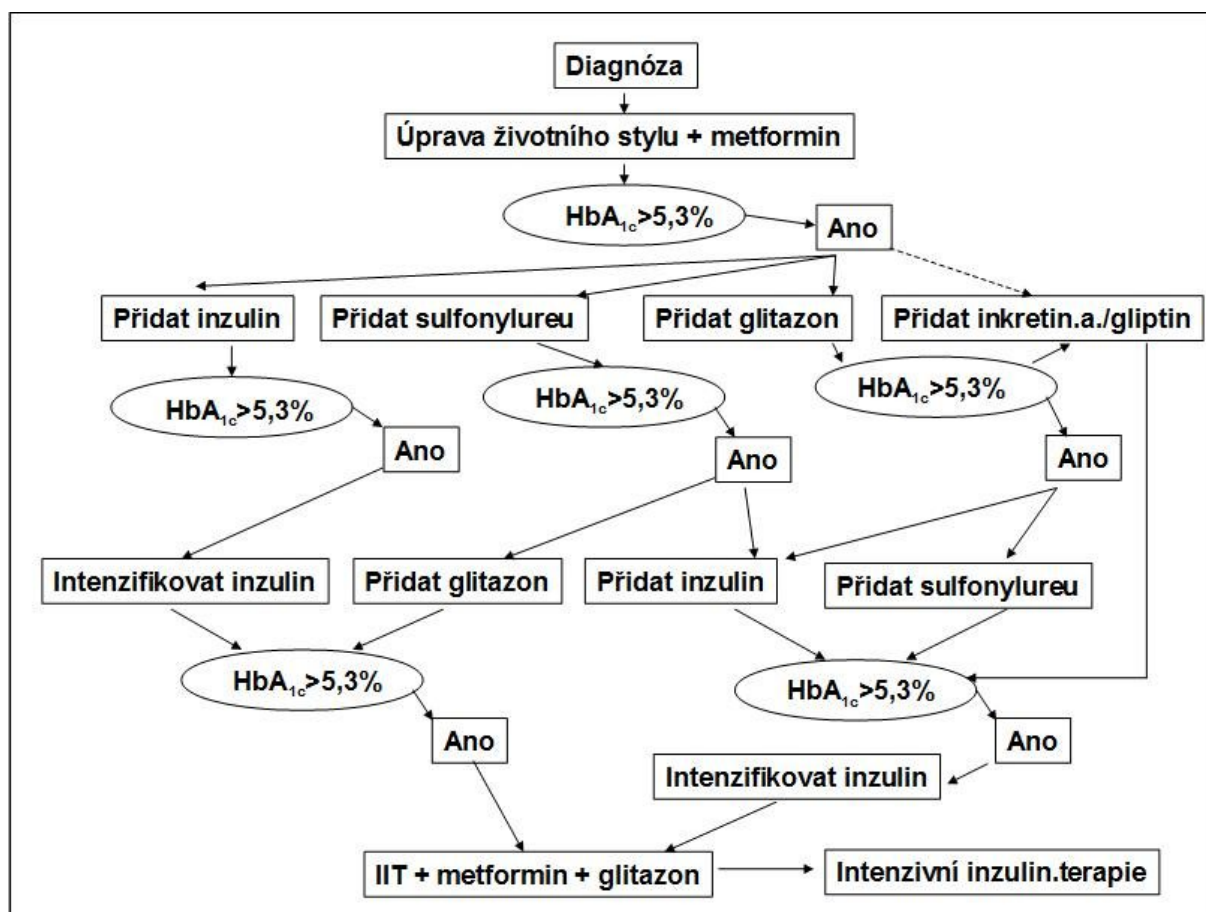 Diagnóza
Úprava životního stylu + metformin
HbA1c>5,3%
Ano
Přidat inzulin
Přidat sulfonylureu
Přidat glitazon
Přidat inkretin.a./gliptin
HbA1c>5,3%
HbA1c>5,3%
HbA1c>5,3%
Ano
Ano
Ano
Intenzifikovat inzulin
Přidat glitazon
Přidat inzulin
Přidat sulfonylureu
HbA1c>5,3%
HbA1c>5,3%
Ano
Ano
Intenzifikovat inzulin
IIT + metformin + glitazon
Intenzivní inzulin.terapie